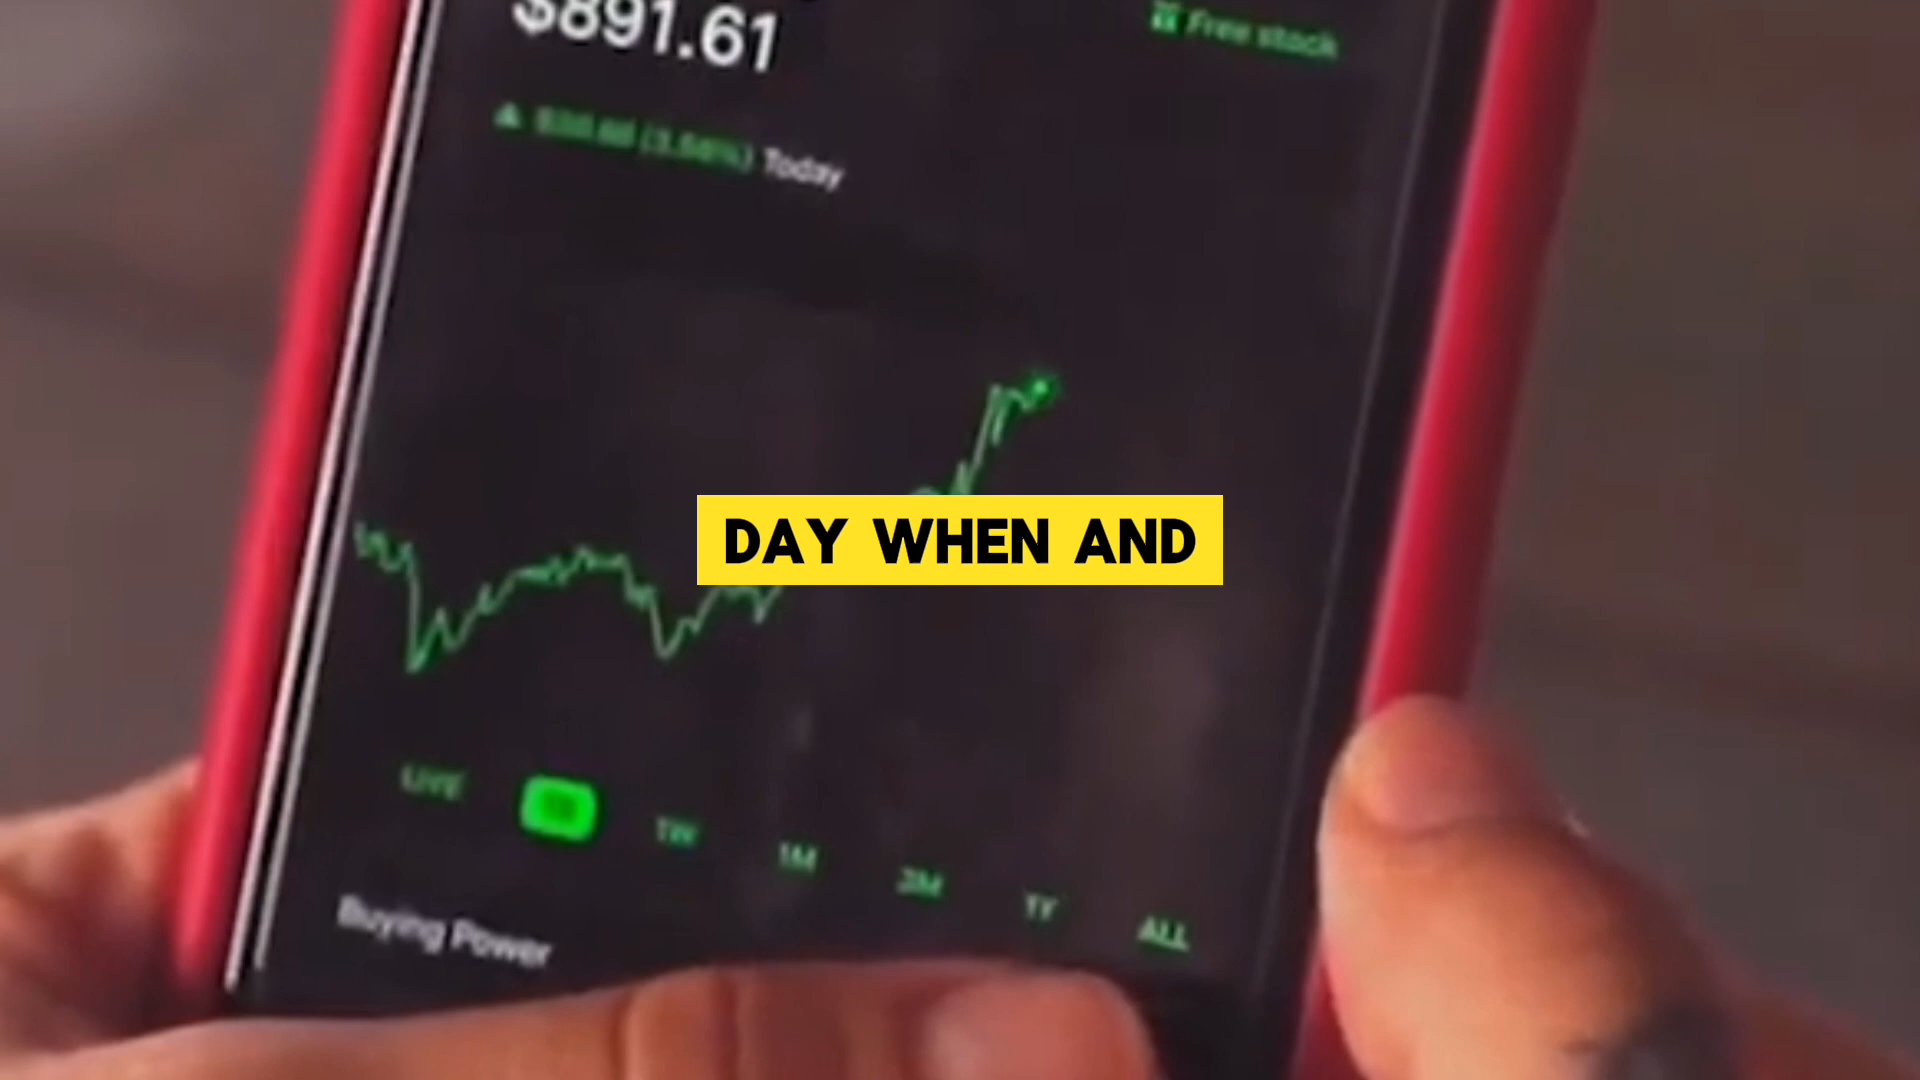 $891.61
Free stock
Today
DAY WHEN AND
LIVE
1W
1M
3M
1Y
ALL
Buying Power